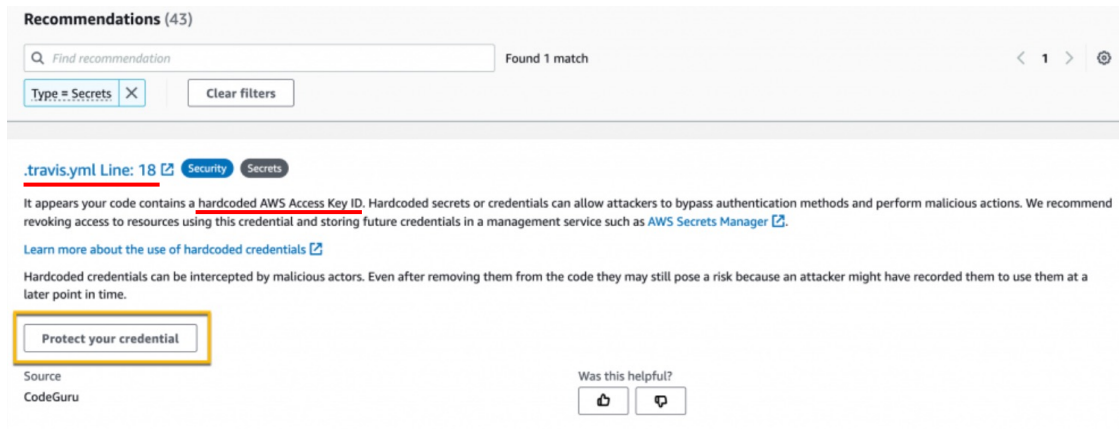 Recommendations (43)
Find recommendation
Found 1 match
1
Type = Secrets
Clear filters
.travis.yml Line: 18 Security Secrets
It appears your code contains a hardcoded AWS Access Key ID. Hardcoded secrets or credentials can allow attackers to bypass authentication methods and perform malicious actions. We recommend
revoking access to resources using this credential and storing future credentials in a management service such as AWS Secrets Manager.
Learn more about the use of hardcoded credentials
Hardcoded credentials can be intercepted by malicious actors. Even after removing them from the code they may still pose a risk because an attacker might have recorded them to use them at a
later point in time.
Protect your credential
Source
CodeGuru
Was this helpful?